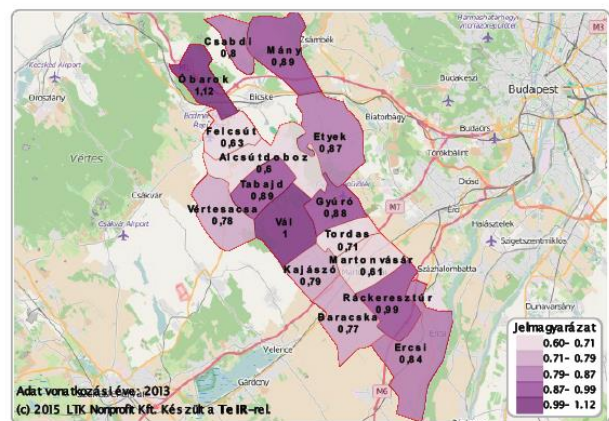 Csabdi
0,8
Mány
0,89
Zsámbék
Óbarok
1,12
Bicske
Budakeszi
Budapest
Oroszlány
Felcsút
0,63
Etyek
0,87
Biatorbágy
Budaörs
Törökbálint
Alcsútdoboz
0,6
Vértes
Tabajd
0,89
Gyúró
0,88
Diósd
Érd
Csákvár
Vértesacsa
0,78
Vál
1
M7
Tordas
0,71
Halásztelek
Szigetszentmiklós
Martonvásár
0,61
Százhalombatta
Kajászó
0,79
Ráckeresztúr
0,99
Dunavarsány
Baracska
0,77
Velence
Ercsi
0,84
Gárdony
M6
Jelmagyarázat
0.60- 0.71
0.71- 0.79
0.79- 0.87
0.87- 0.99
0.99- 1.12
Adat vonatkozási éve: 2013
(c) 2015 LTK Nonprofit Kft. Készük a TeIR-rel.